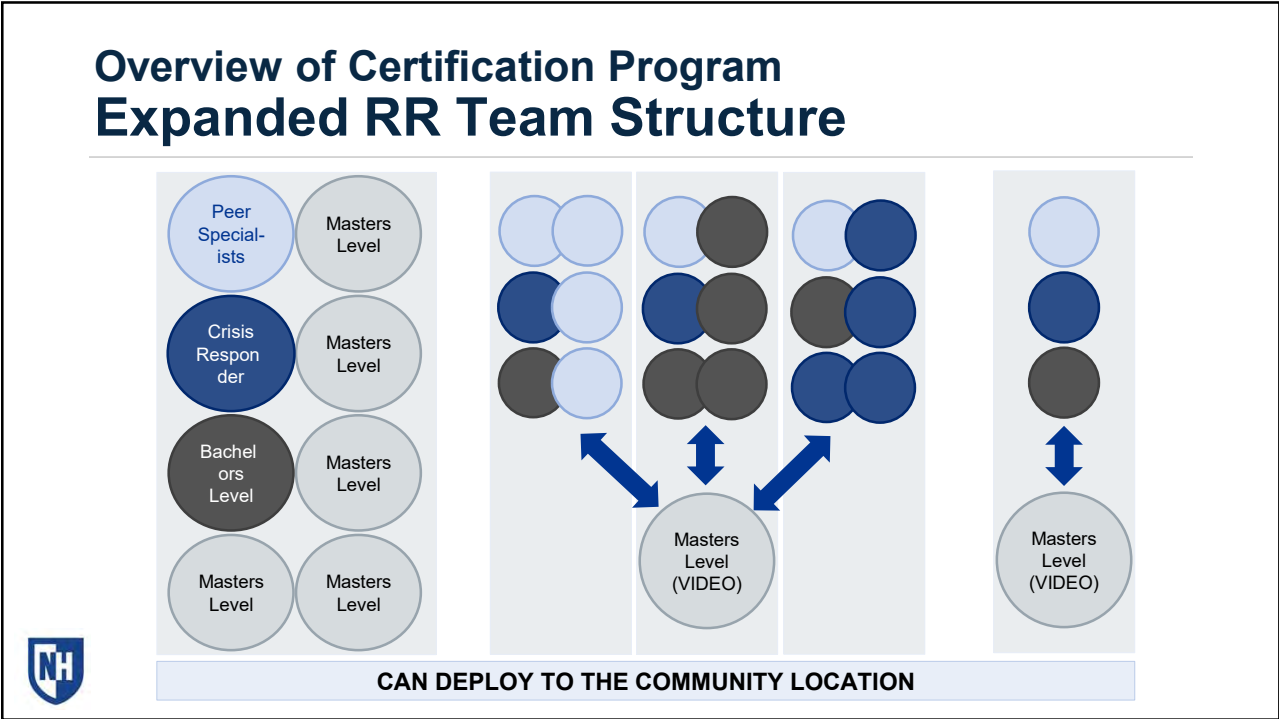 Overview of Certification Program
Expanded RR Team Structure
Peer
Special-
ists
Masters
Level
Crisis
Respon
der
Masters
Level
Bachel
ors
Level
Masters
Level
Masters
Level
Masters
Level
Masters
Level
(VIDEO)
Masters
Level
(VIDEO)
NH
CAN DEPLOY TO THE COMMUNITY LOCATION